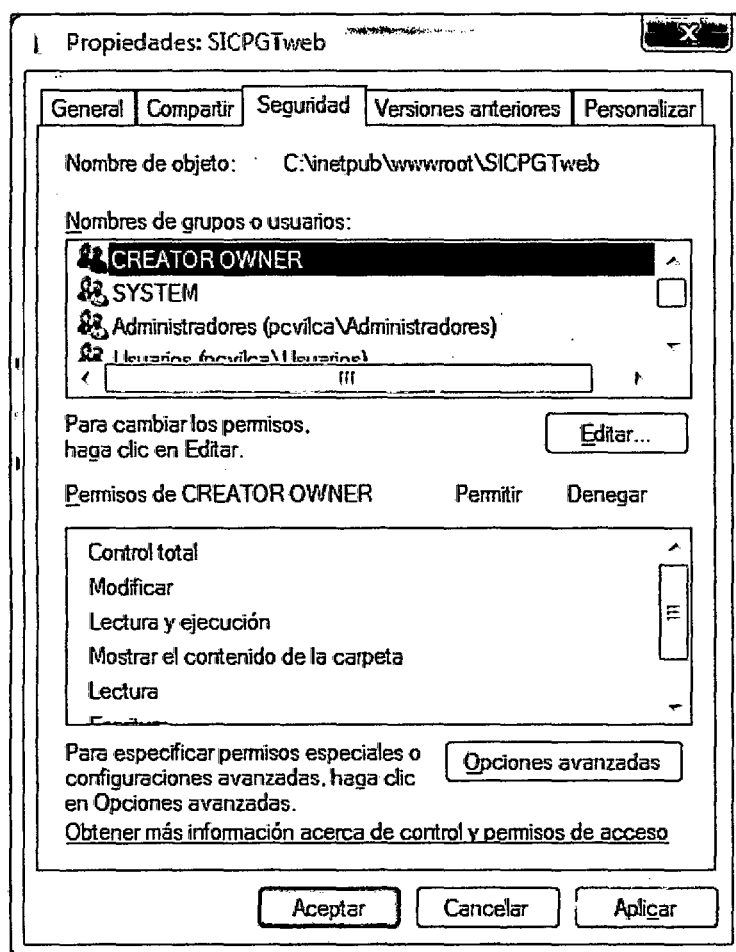 Propiedades: SICPGTweb
General Compartir Seguridad Versiones anteriores Personalizar
Nombre de objeto: C:\inetpub\wwwroot\SICPGTweb
Nombres de grupos o usuarios:
CREATOR OWNER
SYSTEM
Administradores (pcvilca\Administradores)
Usuarios (pcvilca\Usuarios)
Para cambiar los permisos,
haga clic en Editar.
Editar...
Permisos de CREATOR OWNER Permitir Denegar
Control total
Modificar
Lectura y ejecución
Mostrar el contenido de la carpeta
Lectura
Escritura
Para especificar permisos especiales o
configuraciones avanzadas, haga clic
en Opciones avanzadas.
Opciones avanzadas
Obtener más información acerca de control y permisos de acceso
Aceptar Cancelar Aplicar